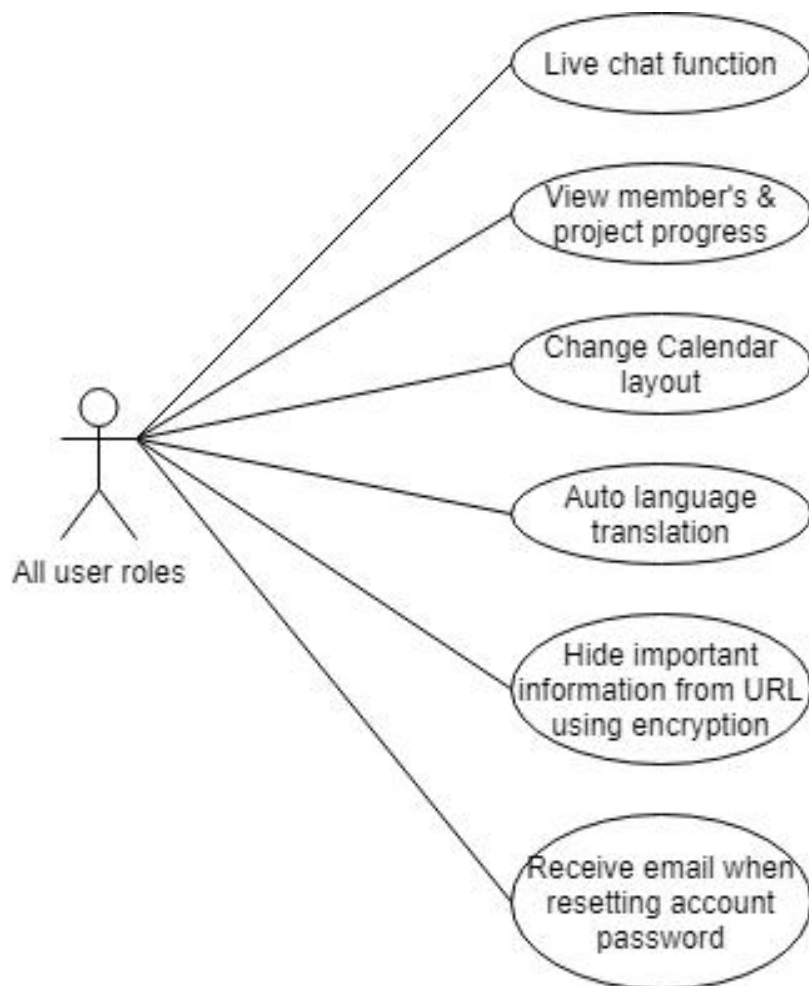 Live chat function
View member's &
project progress
Change Calendar
layout
Auto language
translation
All user roles
Hide important
information from URL
using encryption
Receive email when
resetting account
password